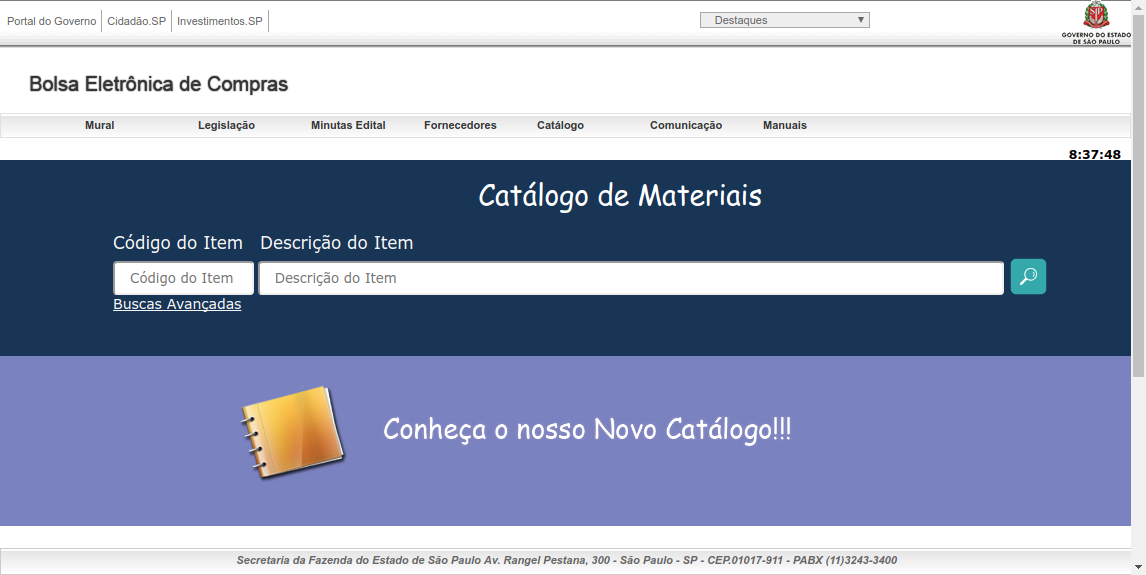 Portal do Governo Cidadão.SP Investimentos.SP Destaques
GOVERNO DO ESTADO
DE SÃO PAULO
Bolsa Eletrônica de Compras
Mural Legislação Minutas Edital Fornecedores Catálogo Comunicação Manuais
8:37:48
Catálogo de Materiais
Código do Item Descrição do Item
Código do Item Descrição do Item
Buscas Avançadas
Conheça o nosso Novo Catálogo!!!
Secretaria da Fazenda do Estado de São Paulo Av. Rangel Pestana, 300 - São Paulo - SP - CEP.01017-911 - PABX (11)3243-3400